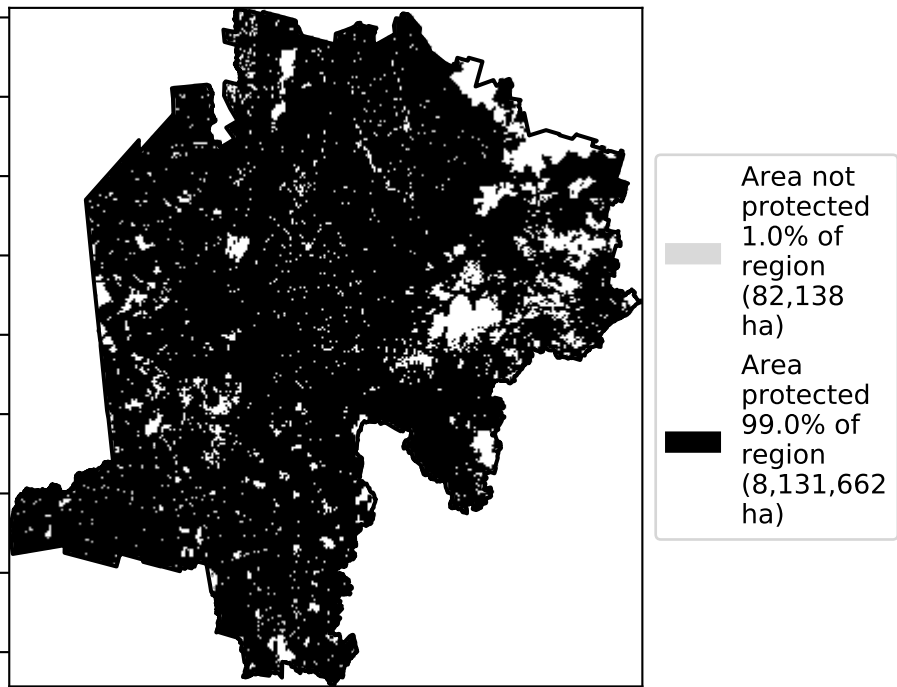 Area not
protected
1.0% of
region
(82,138
ha)
Area
protected
99.0% of
region
(8,131,662
ha)